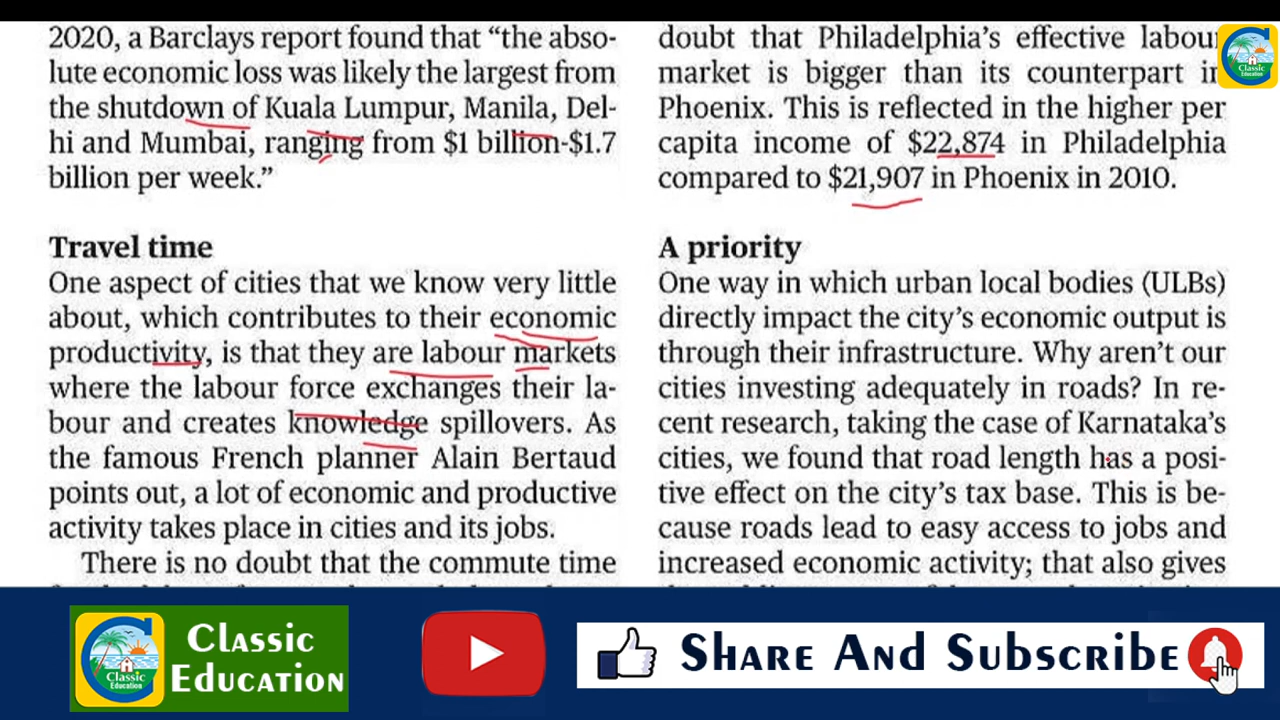 2020, a Barclays report found that “the abso-
lute economic loss was likely the largest from
the shutdown of Kuala Lumpur, Manila, Del-
hi and Mumbai, ranging from $1 billion-$1.7
billion per week.”
Travel time
One aspect of cities that we know very little
about, which contributes to their economic
productivity, is that they are labour markets
where the labour force exchanges their la-
bour and creates knowledge spillovers. As
the famous French planner Alain Bertaud
points out, a lot of economic and productive
activity takes place in cities and its jobs.
There is no doubt that the commute time
doubt that Philadelphia’s effective labour
market is bigger than its counterpart in
Phoenix. This is reflected in the higher per
capita income of $22,874 in Philadelphia
compared to $21,907 in Phoenix in 2010.
A priority
One way in which urban local bodies (ULBs)
directly impact the city’s economic output is
through their infrastructure. Why aren’t our
cities investing adequately in roads? In re-
cent research, taking the case of Karnataka’s
cities, we found that road length has a posi-
tive effect on the city’s tax base. This is be-
cause roads lead to easy access to jobs and
increased economic activity; that also gives
Classic
Education
Classic
Education
Classic
Education
Share And Subscribe